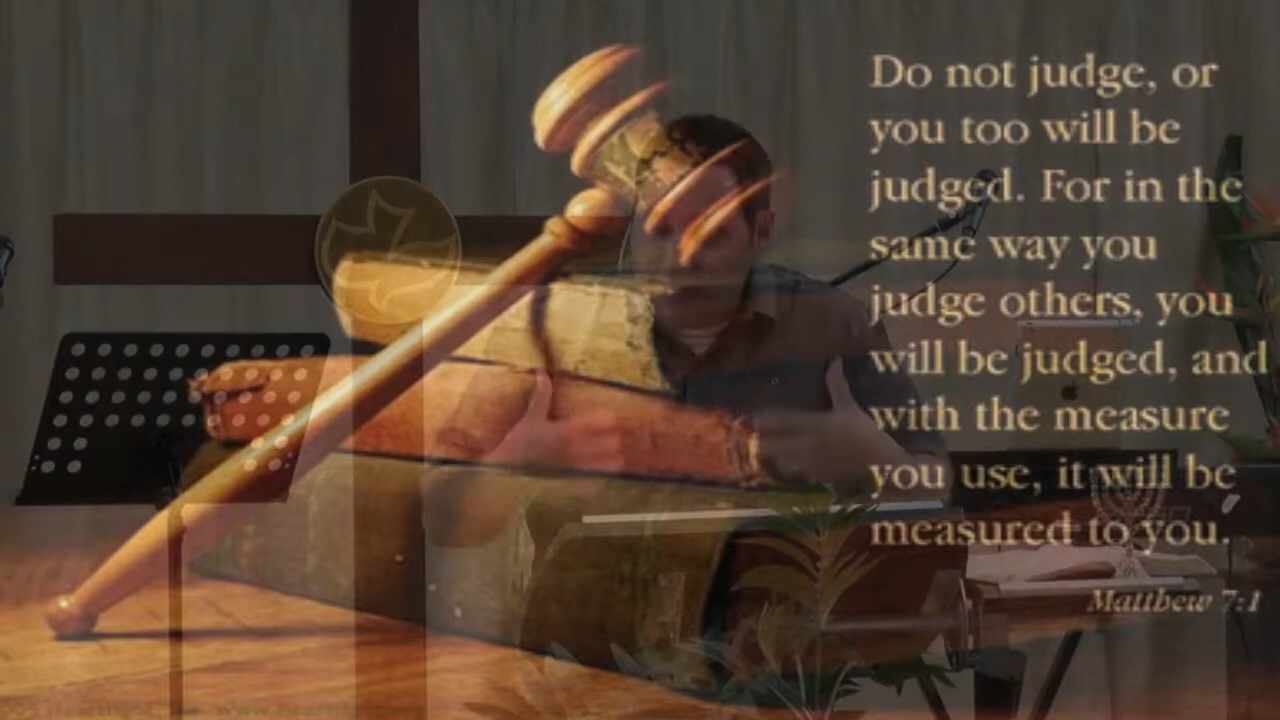 Do not judge, or
you too will be
judged. For in the
same way you
judge others, you
will be judged, and
with the measure
you use, it will be
measured to you.
Matthew 7:1